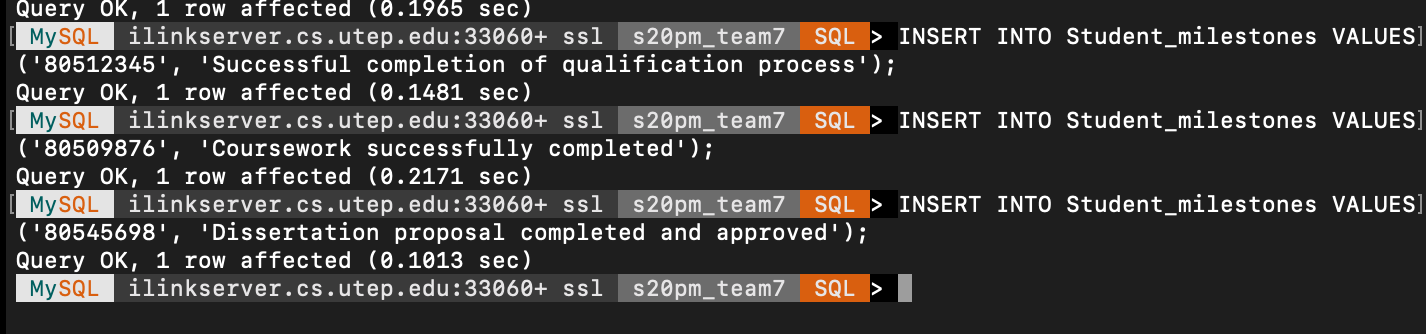 Query OK, 1 row affected (0.1965 sec)
[ MySQL ilinkserver.cs.utep.edu:33060+ ssl s20pm_team7 SQL > INSERT INTO Student_milestones VALUES]
('80512345', 'Successful completion of qualification process');
Query OK, 1 row affected (0.1481 sec)
[ MySQL ilinkserver.cs.utep.edu:33060+ ssl s20pm_team7 SQL > INSERT INTO Student_milestones VALUES]
('80509876', 'Coursework successfully completed');
Query OK, 1 row affected (0.2171 sec)
[ MySQL ilinkserver.cs.utep.edu:33060+ ssl s20pm_team7 SQL > INSERT INTO Student_milestones VALUES]
('80545698', 'Dissertation proposal completed and approved');
Query OK, 1 row affected (0.1013 sec)
MySQL ilinkserver.cs.utep.edu:33060+ ssl s20pm_team7 SQL >